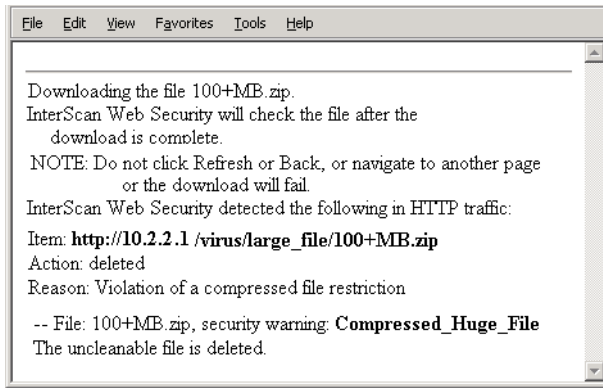 File Edit View Favorites Tools Help
Downloading the file 100+MB.zip.
InterScan Web Security will check the file after the
download is complete.
NOTE: Do not click Refresh or Back, or navigate to another page
or the download will fail.
InterScan Web Security detected the following in HTTP traffic:
Item: http://10.2.2.1 /virus/large_file/100+MB.zip
Action: deleted
Reason: Violation of a compressed file restriction
-- File: 100+MB.zip, security warning: Compressed_Huge_File
The uncleanable file is deleted.